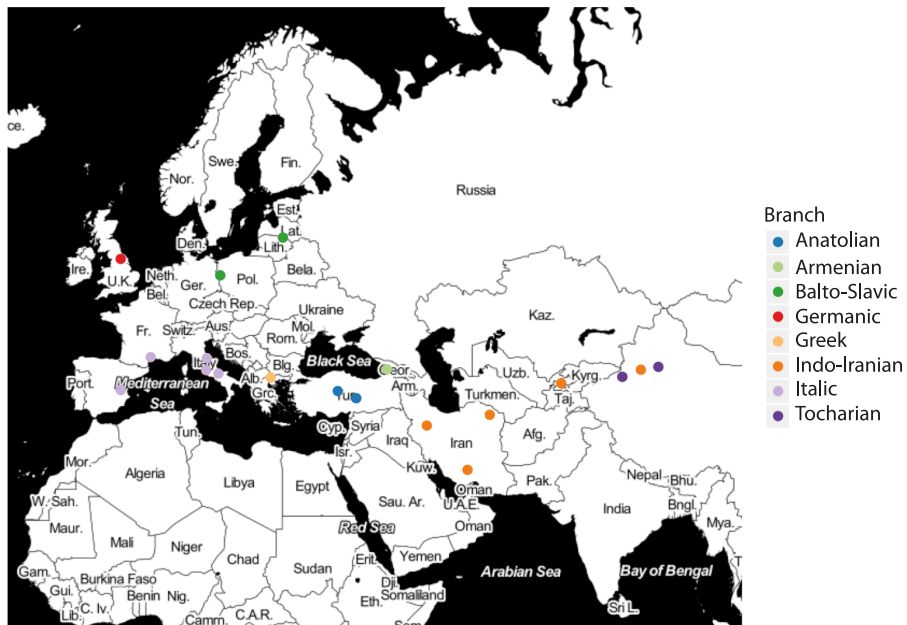 ce.
Swe.
Fin.
Nor.
Russia
Est.
Lat.
Den.
Lith.
Ire.
U.K.
Neth.
Bel.
Ger.
Pol.
Bela.
Czech Rep.
Ukraine
Kaz.
Fr.
Switz.
Aus.
Mol.
Rom.
Bos.
Italy
Black Sea
Blg.
Uzb.
Kyrg.
Port.
Mediterranean
Sea
Alb.
Grc.
Tur.
Arm.
Turkmen.
Taj.
Tun.
Cyp.
Syria
Isr.
Iraq
Iran
Afg.
Mor.
Algeria
Libya
Egypt
Kuw.
Pak.
Nepal
Bhu.
W. Sah.
Sau. Ar.
Oman
U.A.E.
India
Bngl.
Mya.
Maur.
Mali
Niger
Chad
Red Sea
Oman
Sudan
Erit.
Yemen
Arabian Sea
Bay of Bengal
Gam.
Burkina Faso
Gui.
Benin
Nig.
Dji.
Somaliland
Eth.
Lib.
C. Iv.
Camrn.
C.A.R.
Som.
Sri L.
Branch
Anatolian
Armenian
Balto-Slavic
Germanic
Greek
Indo-Iranian
Italic
Tocharian